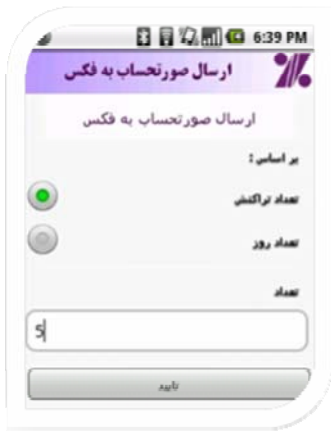 6:39 PM
ارسال صورتحساب به فکس
ارسال صورتحساب به فکس
بر اساس :
تعداد تراکنش
تعداد روز
تعداد
5
تایید